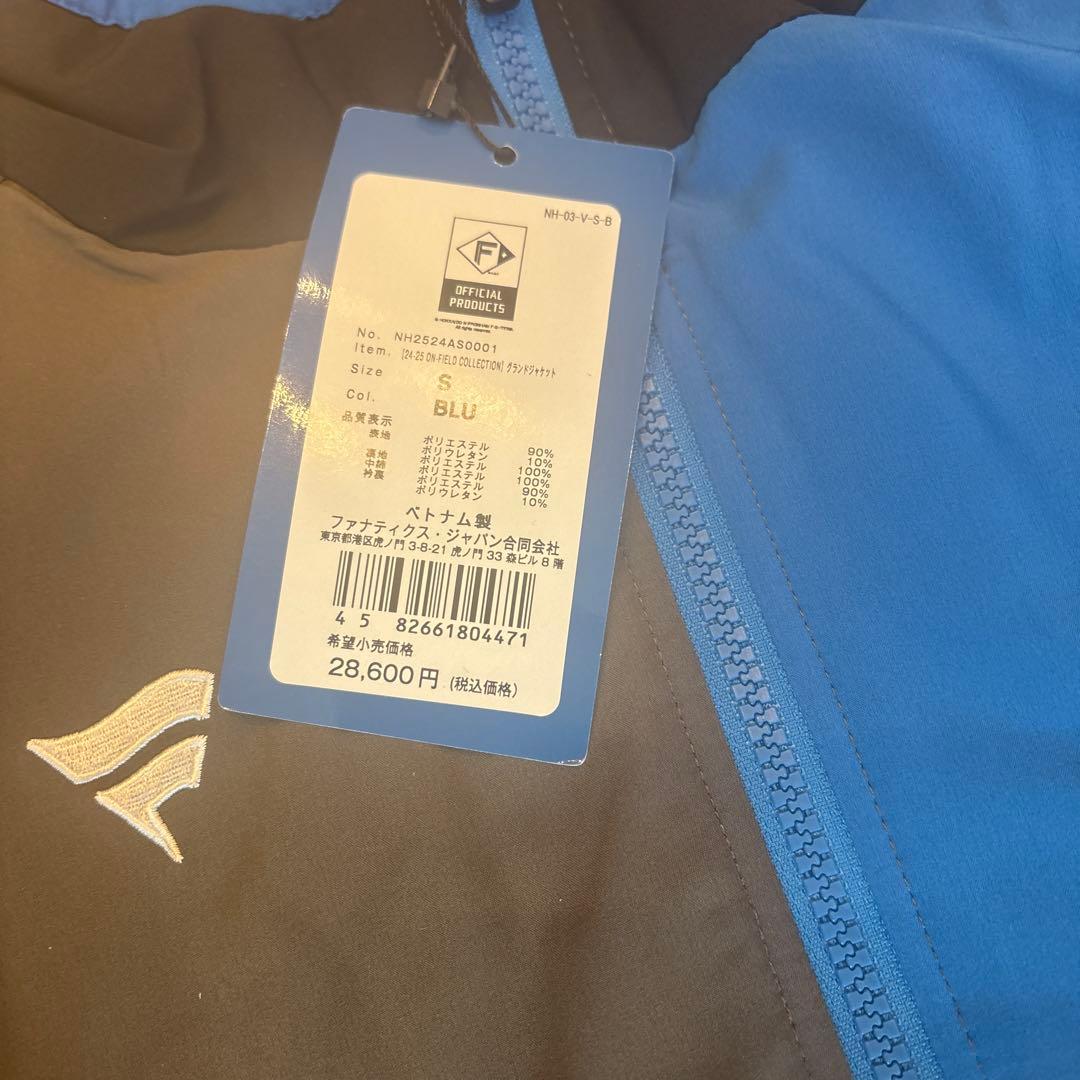 NH-03-V-S-B
F
OFFICIAL
PRODUCTS
All rights reserved.
No. NH2524AS0001
Item. [24-25 ON-FIELD COLLECTION] グランドジャケット
Size S
Col. BLU
品質表示
表地 ポリエステル 90%
ポリウレタン 10%
裏地 ポリエステル 100%
中綿 ポリエステル 100%
衿裏 ポリエステル 90%
ポリウレタン 10%
ベトナム製
ファナティクス・ジャパン合同会社
東京都港区虎ノ門 3-8-21 虎ノ門 33 森ビル 8 階
4 5 82661804471
希望小売価格
28,600円 (税込価格)